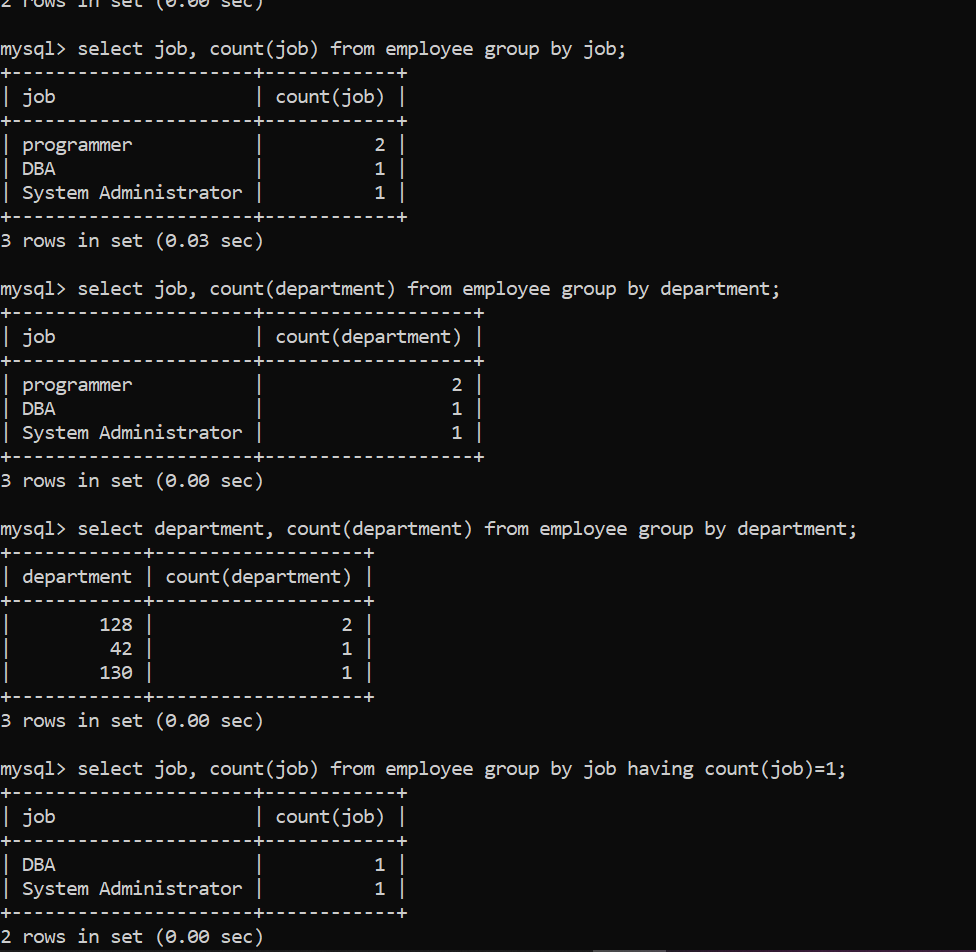 2 rows in set (0.00 sec)
mysql> select job, count(job) from employee group by job;
+----------------------+------------+
| job                  | count(job) |
+----------------------+------------+
| programmer           |          2 |
| DBA                  |          1 |
| System Administrator |          1 |
+----------------------+------------+
3 rows in set (0.03 sec)
mysql> select job, count(department) from employee group by department;
+----------------------+-------------------+
| job                  | count(department) |
+----------------------+-------------------+
| programmer           |                 2 |
| DBA                  |                 1 |
| System Administrator |                 1 |
+----------------------+-------------------+
3 rows in set (0.00 sec)
mysql> select department, count(department) from employee group by department;
+------------+-------------------+
| department | count(department) |
+------------+-------------------+
|        128 |                 2 |
|         42 |                 1 |
|        130 |                 1 |
+------------+-------------------+
3 rows in set (0.00 sec)
mysql> select job, count(job) from employee group by job having count(job)=1;
+----------------------+------------+
| job                  | count(job) |
+----------------------+------------+
| DBA                  |          1 |
| System Administrator |          1 |
+----------------------+------------+
2 rows in set (0.00 sec)